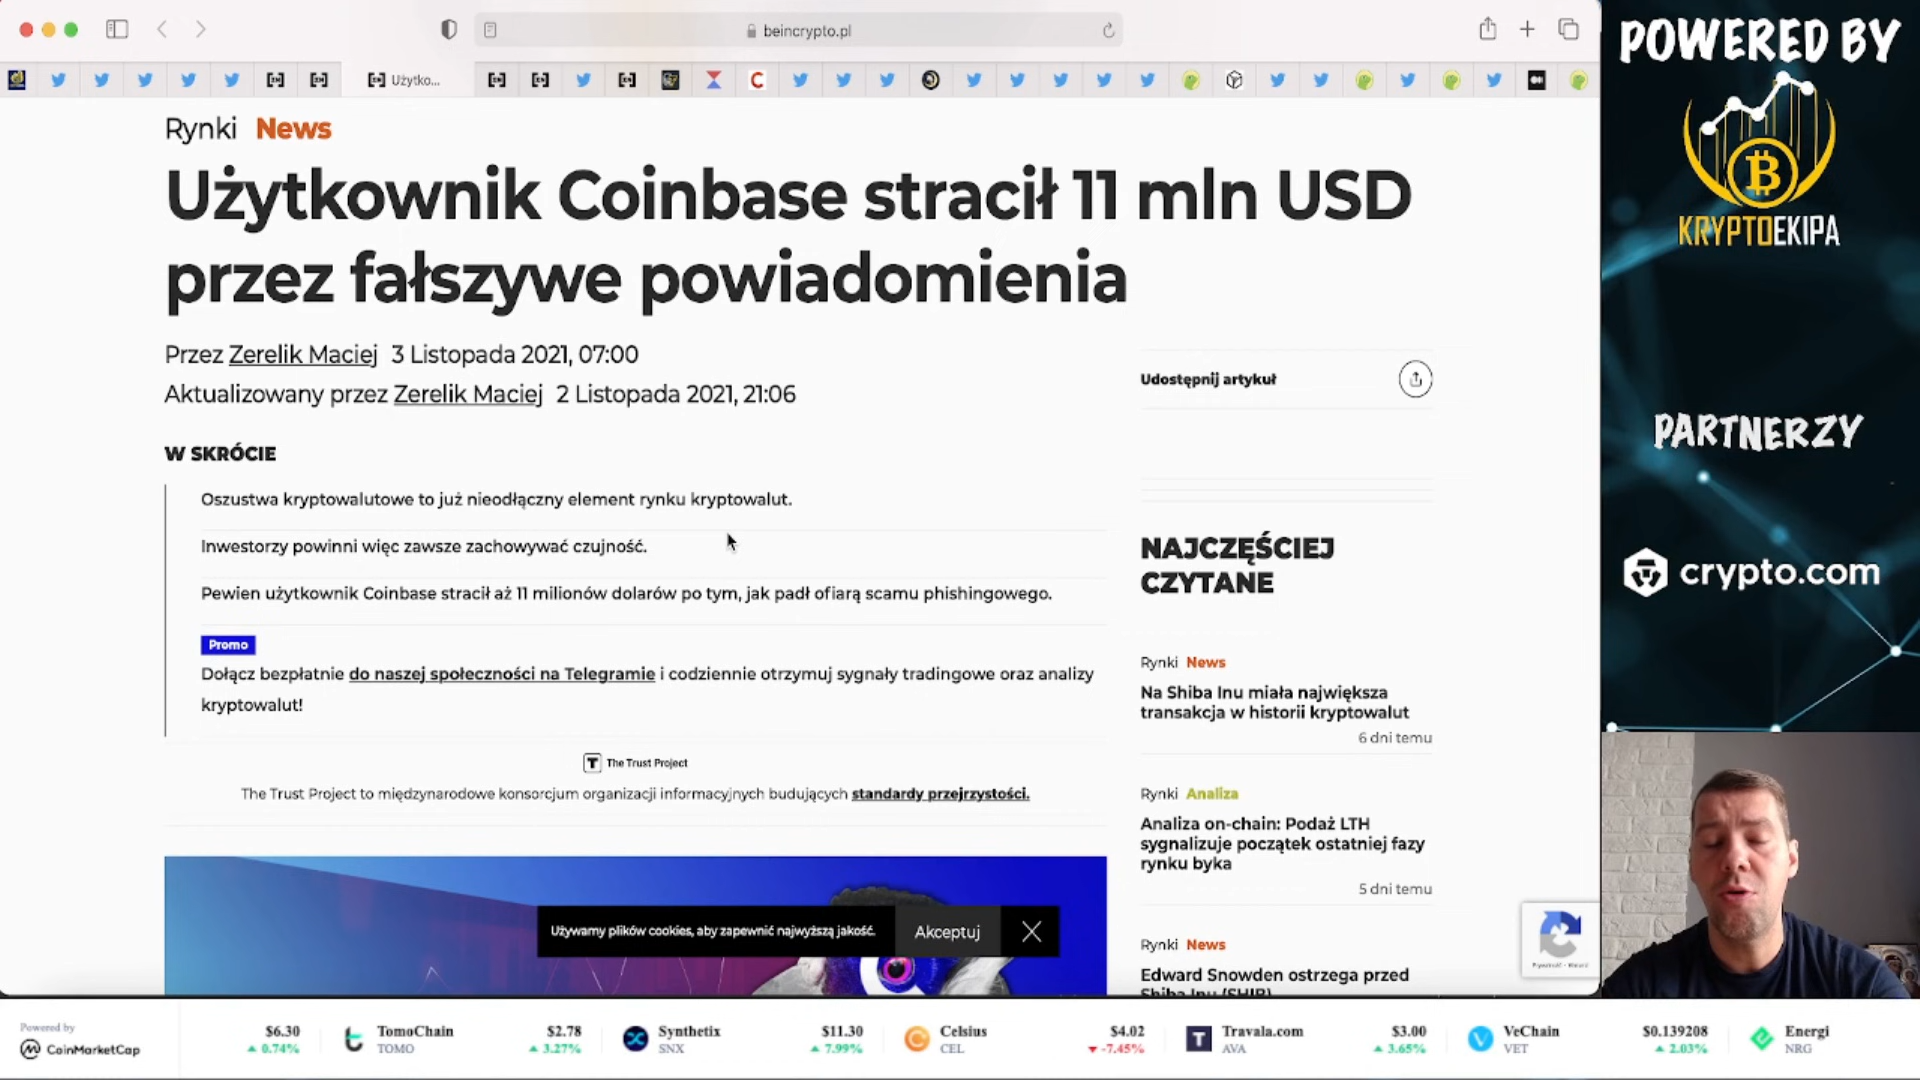 beincrypto.pl
Użytko...
Rynki News
Użytkownik Coinbase stracił 11 mln USD
przez fałszywe powiadomienia
Przez Zerelik Maciej 3 Listopada 2021, 07:00
Aktualizowany przez Zerelik Maciej 2 Listopada 2021, 21:06
W SKRÓCIE
Oszustwa kryptowalutowe to już nieodłączny element rynku kryptowalut.
Inwestorzy powinni więc zawsze zachowywać czujność.
Pewien użytkownik Coinbase stracił aż 11 milionów dolarów po tym, jak padł ofiarą scamu phishingowego.
Promo
Dołącz bezpłatnie do naszej społeczności na Telegramie i codziennie otrzymuj sygnały tradingowe oraz analizy
kryptowalut!
The Trust Project
The Trust Project to międzynarodowe konsorcjum organizacji informacyjnych budujących standardy przejrzystości.
Używamy plików cookies, aby zapewnić najwyższą jakość.
Akceptuj
Udostępnij artykuł
NAJCZĘŚCIEJ
CZYTANE
Rynki News
Na Shiba Inu miała największa
transakcja w historii kryptowalut
6 dni temu
Rynki Analiza
Analiza on-chain: Podaż LTH
sygnalizuje początek ostatniej fazy
rynku byka
5 dni temu
Rynki News
Edward Snowden ostrzega przed
Shiba Inu (SHIB)
POWERED BY
KRYPTOEKIPA
PARTNERZY
crypto.com
Powered by
CoinMarketCap
$6.30
0.74%
TomoChain
TOMO
$2.78
3.27%
Synthetix
SNX
$11.30
7.99%
Celsius
CEL
$4.02
-7.45%
Travala.com
AVA
$3.00
3.65%
VeChain
VET
$0.139208
2.03%
Energi
NRG